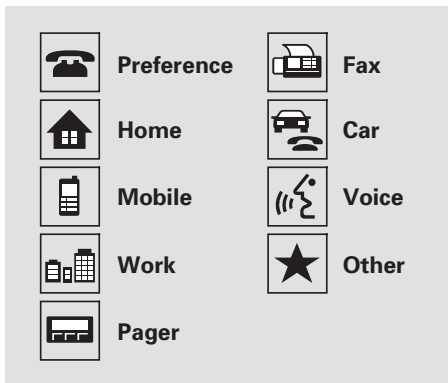 Preference
Home
Mobile
Work
Pager
Fax
Car
Voice
Other